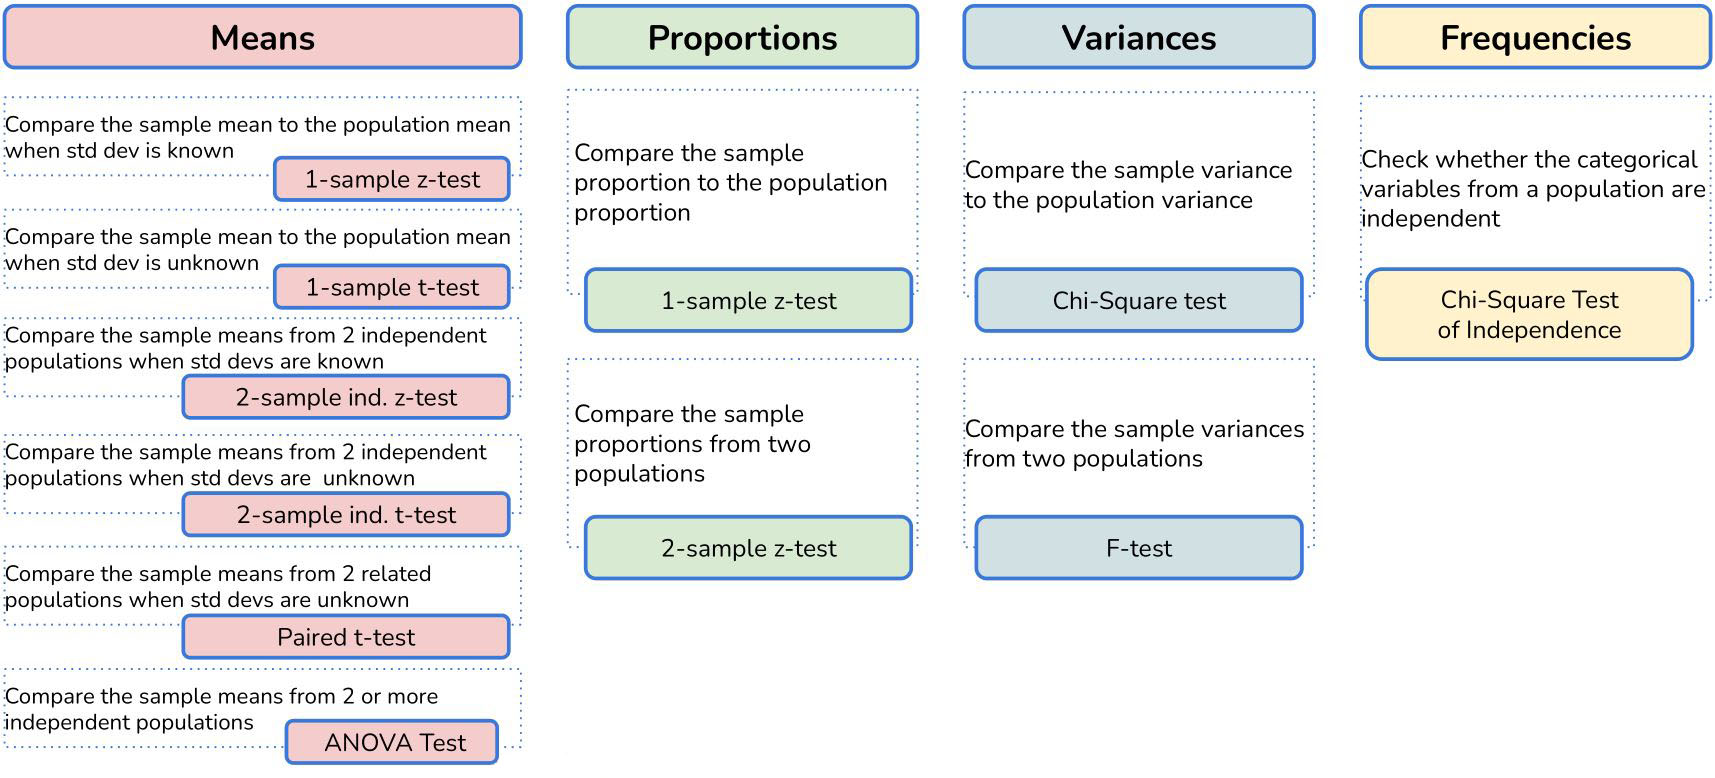 Means
Compare the sample mean to the population mean
when std dev is known
1-sample z-test
Compare the sample mean to the population mean
when std dev is unknown
1-sample t-test
Compare the sample means from 2 independent
populations when std devs are known
2-sample ind. z-test
Compare the sample means from 2 independent
populations when std devs are  unknown
2-sample ind. t-test
Compare the sample means from 2 related
populations when std devs are unknown
Paired t-test
Compare the sample means from 2 or more
independent populations
ANOVA Test
Proportions
Compare the sample
proportion to the population
proportion
1-sample z-test
Compare the sample
proportions from two
populations
2-sample z-test
Variances
Compare the sample variance
to the population variance
Chi-Square test
Compare the sample variances
from two populations
F-test
Frequencies
Check whether the categorical
variables from a population are
independent
Chi-Square Test
of Independence